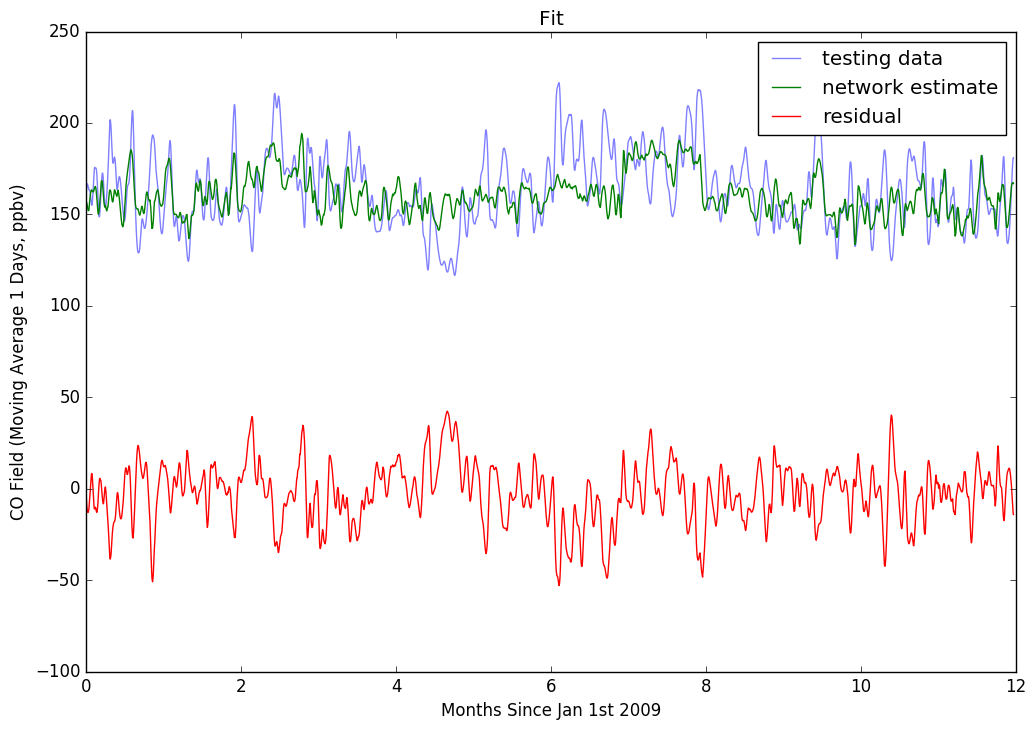 Fit
250
200
150
100
50
0
−50
−100
CO Field (Moving Average 1 Days, ppbv)
testing data
network estimate
residual
0 2 4 6 8 10 12
Months Since Jan 1st 2009